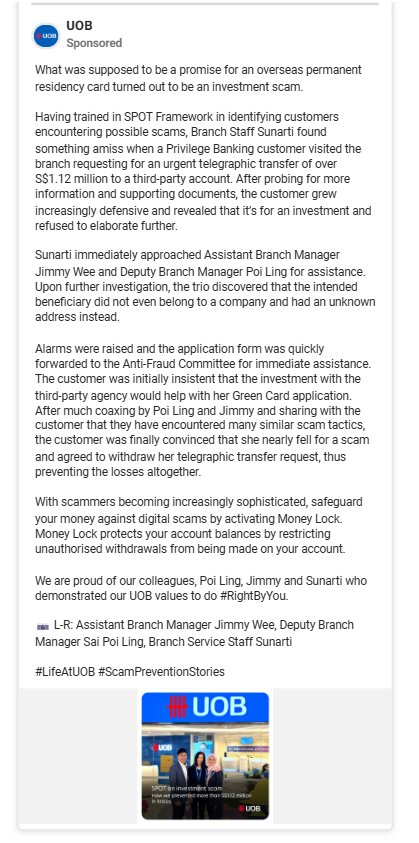 UOB
Sponsored
What was supposed to be a promise for an overseas permanent
residency card turned out to be an investment scam.
Having trained in SPOT Framework in identifying customers
encountering possible scams, Branch Staff Sunarti found
something amiss when a Privilege Banking customer visited the
branch requesting for an urgent telegraphic transfer of over
S$1.12 million to a third-party account. After probing for more
information and supporting documents, the customer grew
increasingly defensive and revealed that it's for an investment and
refused to elaborate further.
Sunarti immediately approached Assistant Branch Manager
Jimmy Wee and Deputy Branch Manager Poi Ling for assistance.
Upon further investigation, the trio discovered that the intended
beneficiary did not even belong to a company and had an unknown
address instead.
Alarms were raised and the application form was quickly
forwarded to the Anti-Fraud Committee for immediate assistance.
The customer was initially insistent that the investment with the
third-party agency would help with her Green Card application.
After much coaxing by Poi Ling and Jimmy and sharing with the
customer that they have encountered many similar scam tactics,
the customer was finally convinced that she nearly fell for a scam
and agreed to withdraw her telegraphic transfer request, thus
preventing the losses altogether.
With scammers becoming increasingly sophisticated, safeguard
your money against digital scams by activating Money Lock.
Money Lock protects your account balances by restricting
unauthorised withdrawals from being made on your account.
We are proud of our colleagues, Poi Ling, Jimmy and Sunarti who
demonstrated our UOB values to do #RightByYou.
📷 L-R: Assistant Branch Manager Jimmy Wee, Deputy Branch
Manager Sai Poi Ling, Branch Service Staff Sunarti
#LifeAtUOB #ScamPreventionStories
UOB
UOB
SPOT an investment scam
How we prevented more than S$1.12 million
in losses
UOB